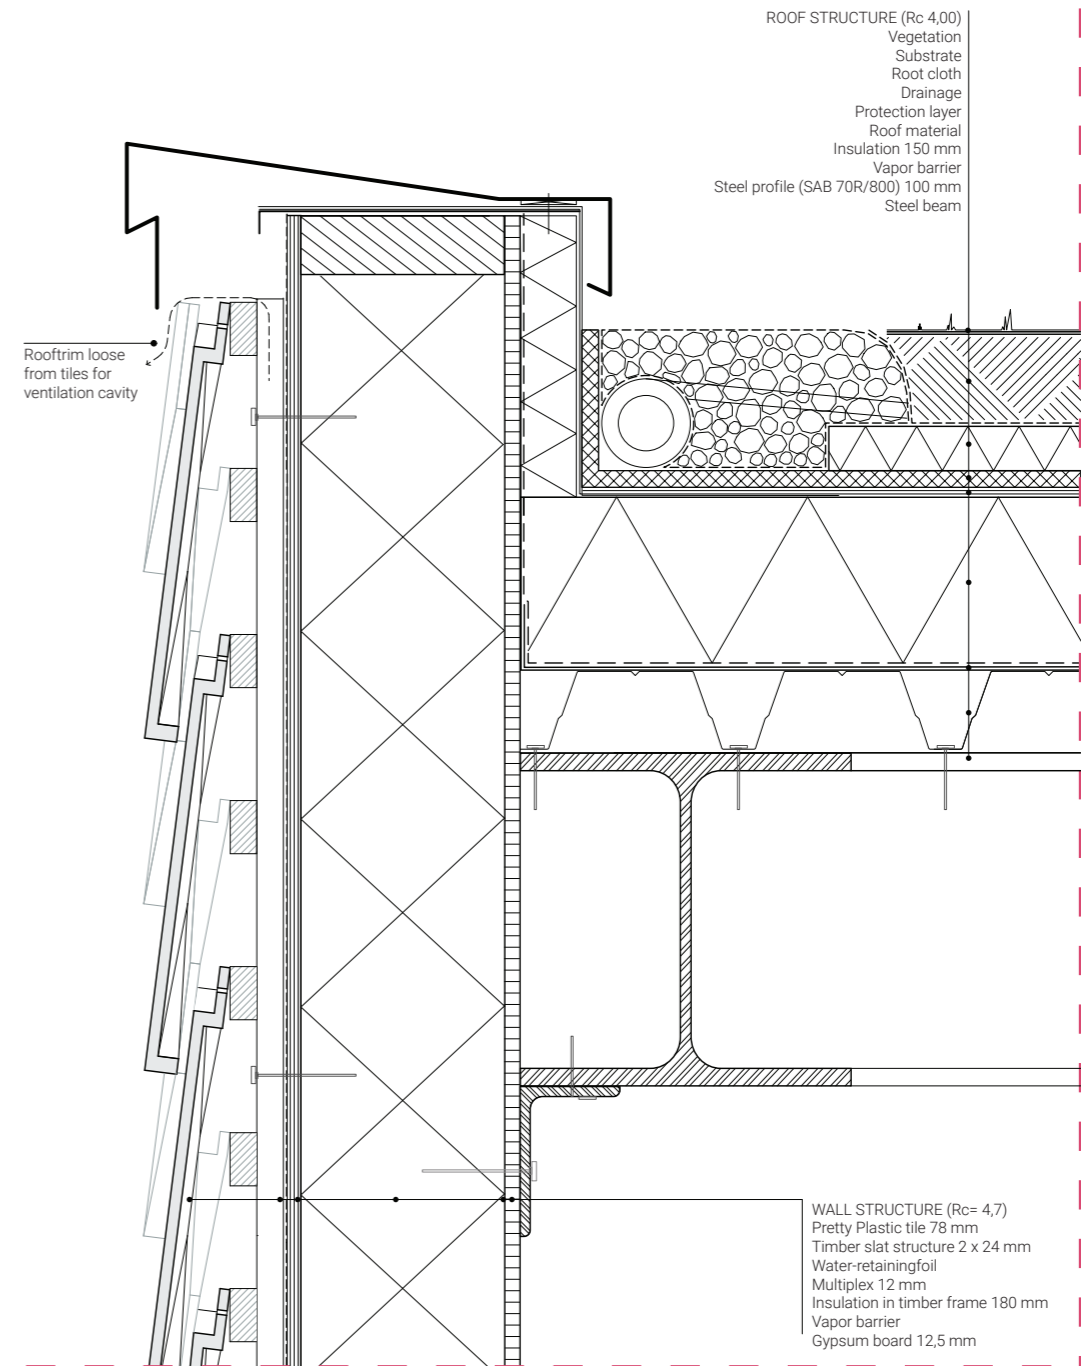 ROOF STRUCTURE (Rc 4,00)
Vegetation
Substrate
Root cloth
Drainage
Protection layer
Roof material
Insulation 150 mm
Vapor barrier
Steel profile (SAB 70R/800) 100 mm
Steel beam
Rooftrim loose
from tiles for
ventilation cavity
WALL STRUCTURE (Rc= 4,7)
Pretty Plastic tile 78 mm
Timber slat structure 2 x 24 mm
Water-retainingfoil
Multiplex 12 mm
Insulation in timber frame 180 mm
Vapor barrier
Gypsum board 12,5 mm